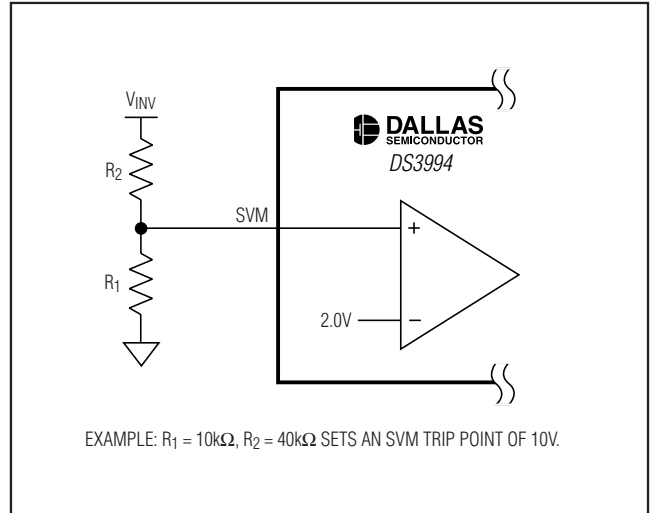 V_INV
DALLAS
SEMICONDUCTOR
DS3994
R2
SVM
+
R1
2.0V
−
EXAMPLE: R1 = 10kΩ, R2 = 40kΩ SETS AN SVM TRIP POINT OF 10V.